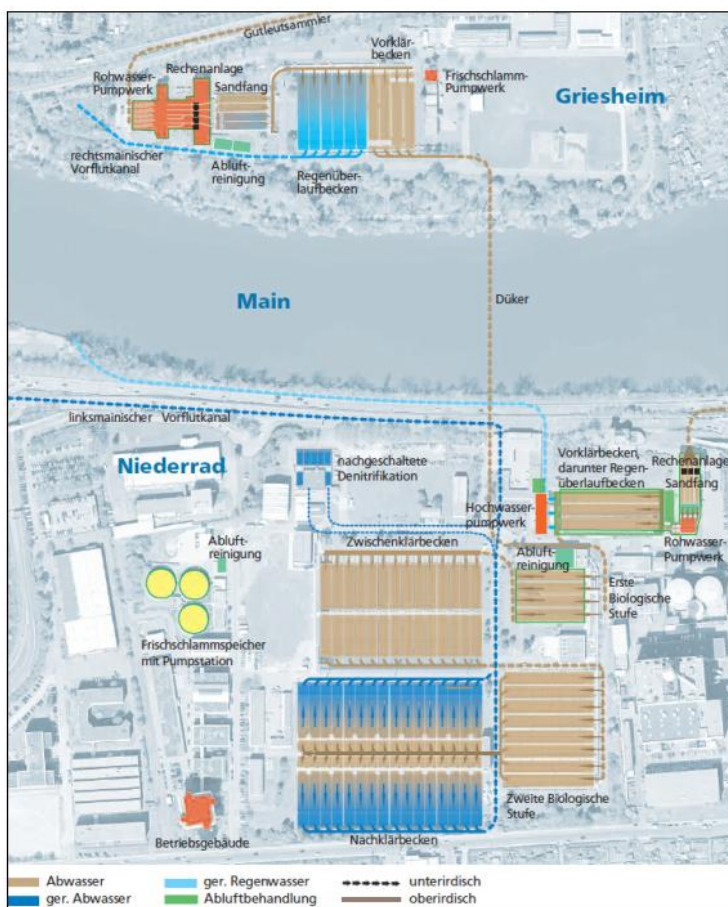 Gutleutsammler
Rohwasser-
Pumpwerk
Rechenanlage
Sandfang
Vorklär-
becken
Frischschlamm-
Pumpwerk
Griesheim
rechtsmainischer
Vorflutkanal
Abluft-
reinigung
Regenüber-
laufbecken
Main
Düker
linksmainischer Vorflutkanal
Niederrad
nachgeschaltete
Denitrifikation
Vorklärbecken,
darunter Regen-
überlaufbecken
Rechenanlage
Sandfang
Hochwasser-
pumpwerk
Rohwasser-
Pumpwerk
Abluft-
reinigung
Zwischenklärbecken
Abluft-
reinigung
Erste
Biologische
Stufe
Frischschlammspeicher
mit Pumpstation
Zweite Biologische
Stufe
Betriebsgebäude
Nachklärbecken
Abwasser
ger. Regenwasser
unterirdisch
ger. Abwasser
Abluftbehandlung
oberirdisch